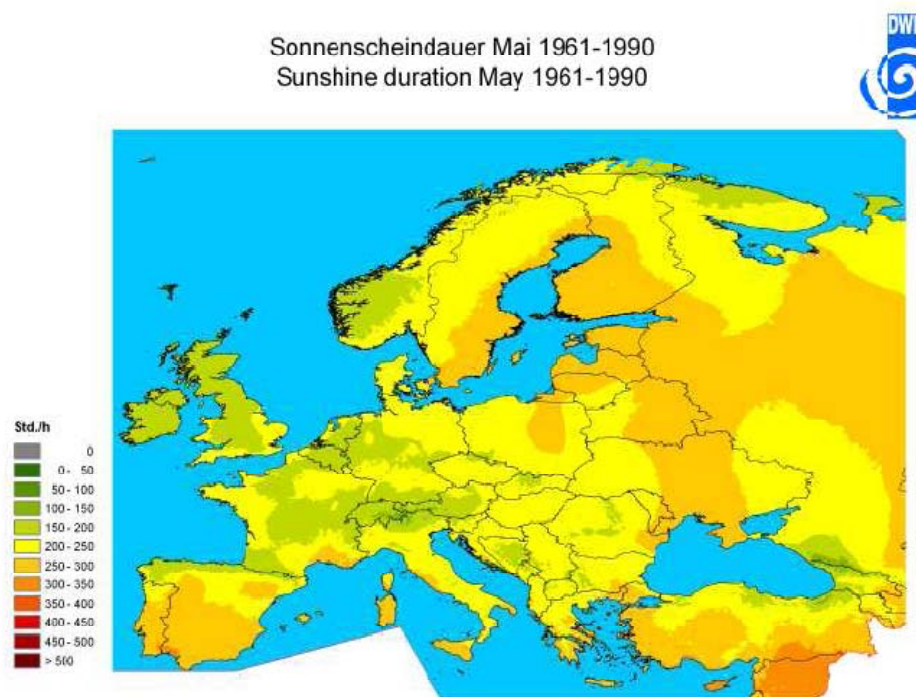 Sonnenscheindauer Mai 1961-1990
Sunshine duration May 1961-1990
DWD
Std./h
0
0 - 50
50 - 100
100 - 150
150 - 200
200 - 250
250 - 300
300 - 350
350 - 400
400 - 450
450 - 500
> 500